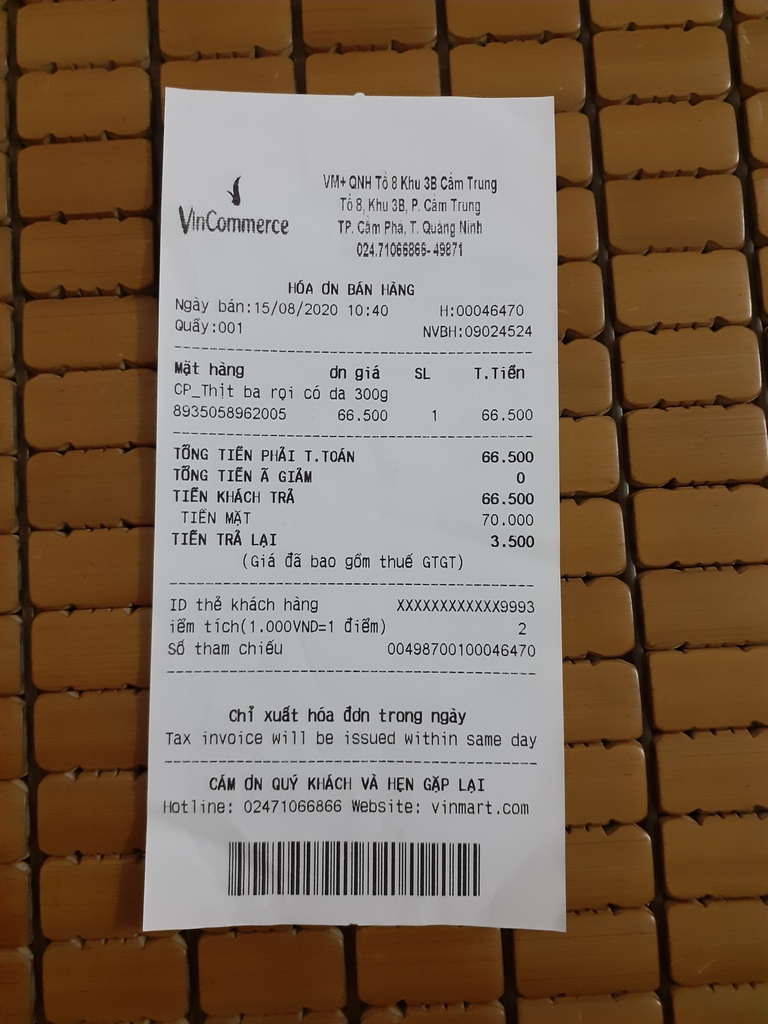 VinCommerce
VM+ QNH Tổ 8 Khu 3B Cẩm Trung
Tổ 8, Khu 3B, P. Cẩm Trung
TP. Cẩm Phả, T. Quảng Ninh
024.71066866-49871
HÓA ƠN BÁN HÀNG
Ngày bán:15/08/2020 10:40 H:00046470
Quầy:001 NVBH:09024524
Mặt hàng ơn giá SL T.Tiền
CP_Thịt ba rọi có da 300g
8935058962005 66.500 1 66.500
TỔNG TIỀN PHẢI T.TOÁN 66.500
TỔNG TIỀN Ã GIẢM 0
TIỀN KHÁCH TRẢ 66.500
TIỀN MẶT 70.000
TIỀN TRẢ LẠI 3.500
(Giá đã bao gồm thuế GTGT)
ID thẻ khách hàng XXXXXXXXXXXX9993
iểm tích(1.000VND=1 điểm) 2
Số tham chiếu 00498700100046470
Chỉ xuất hóa đơn trong ngày
Tax invoice will be issued within same day
CÁM ƠN QUÝ KHÁCH VÀ HẸN GẶP LẠI
Hotline: 02471066866 Website: vinmart.com